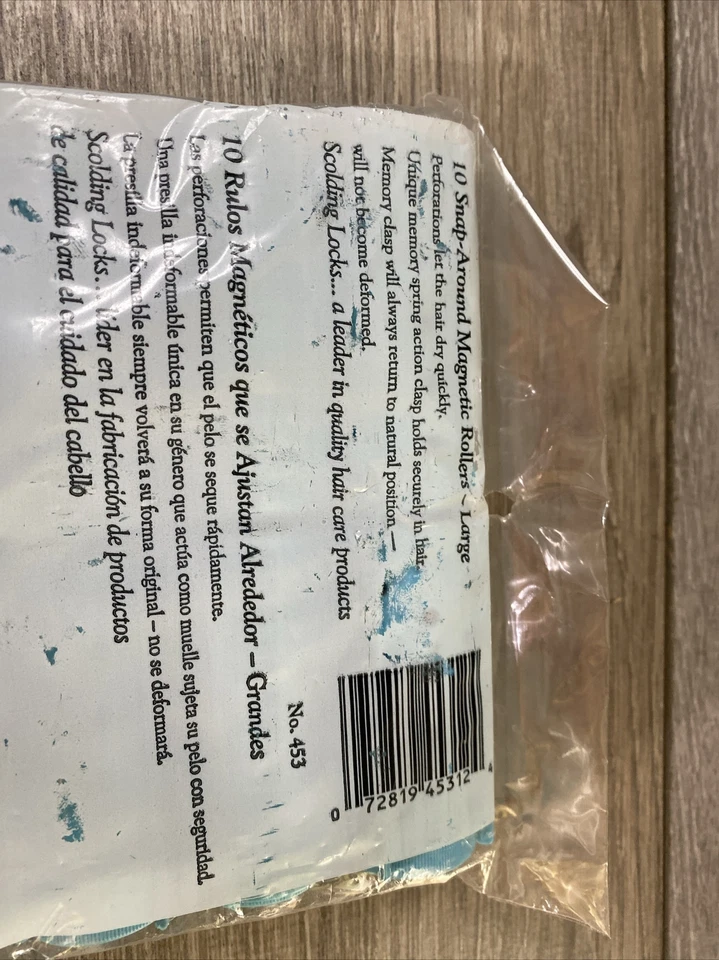 10 Snap-Around Magnetic Rollers ~ Large
Perforations let the hair dry quickly.
Unique memory spring action clasp holds securely in hair.
Memory clasp will always return to natural position —
will not become deformed.
Scolding Locks... a leader in quality hair care products
0 72819 45312 4
No. 453
10 Rulos Magnéticos que se Ajustan Alrededor – Grandes
Las perforaciones permiten que el pelo se seque rápidamente.
Una presilla indeformable única en su género que actúa como muelle sujeta su pelo con seguridad.
La presilla indeformable siempre volverá a su forma original – no se deformará.
Scolding Locks... líder en la fabricación de productos
de calidad para el cuidado del cabello